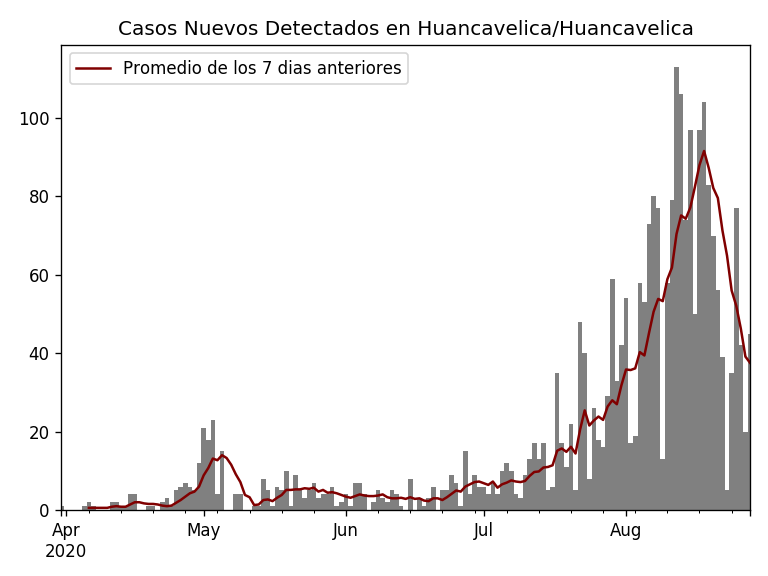 Casos Nuevos Detectados en Huancavelica/Huancavelica
Promedio de los 7 dias anteriores
100
80
60
40
20
0
Apr May Jun Jul Aug
2020